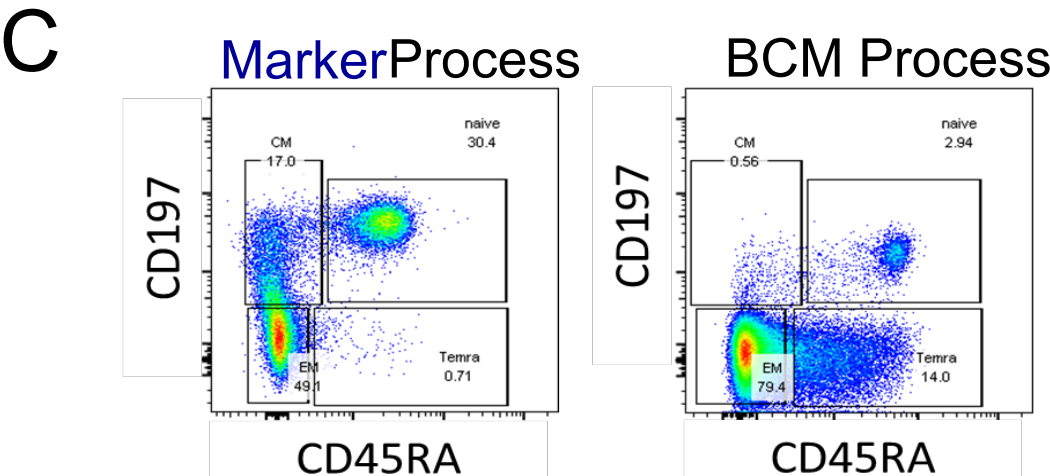 C
MarkerProcess
CD197
CM
17.0
naive
30.4
EM
49.1
Temra
0.71
CD45RA
BCM Process
CD197
CM
0.56
naive
2.94
EM
79.4
Temra
14.0
CD45RA